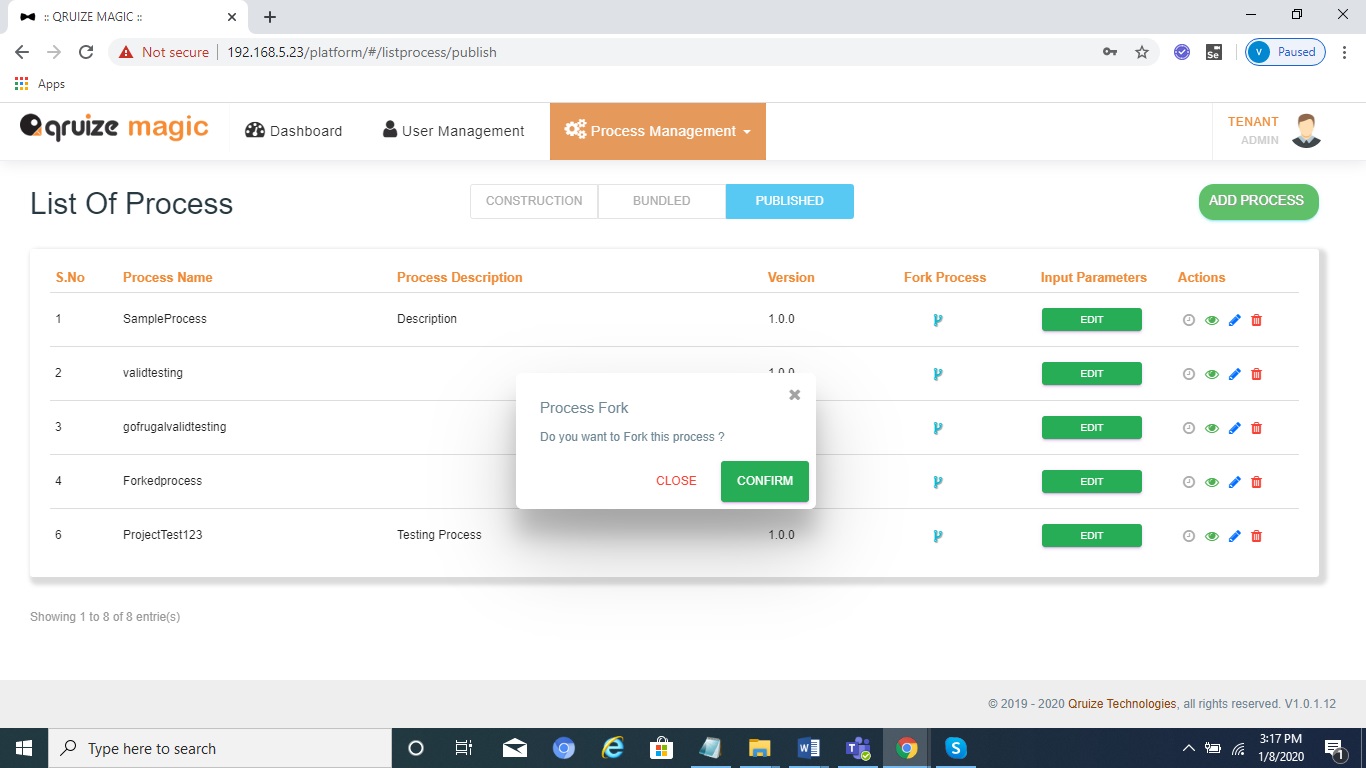 :: QRUIZE MAGIC ::
Not secure 192.168.5.23/platform/#/listprocess/publish
Se
V Paused
Apps
qruize magic
Dashboard
User Management
Process Management
TENANT
ADMIN
List Of Process
CONSTRUCTION
BUNDLED
PUBLISHED
ADD PROCESS
S.No Process Name Process Description Version Fork Process Input Parameters Actions
1 SampleProcess Description 1.0.0 EDIT
2 validtesting 1.0.0 EDIT
3 gofrugalvalidtesting EDIT
4 Forkedprocess EDIT
6 ProjectTest123 Testing Process 1.0.0 EDIT
Process Fork
Do you want to Fork this process ?
CLOSE CONFIRM
Showing 1 to 8 of 8 entrie(s)
© 2019 - 2020 Qruize Technologies, all rights reserved. V1.0.1.12
Type here to search
3:17 PM
1/8/2020
1